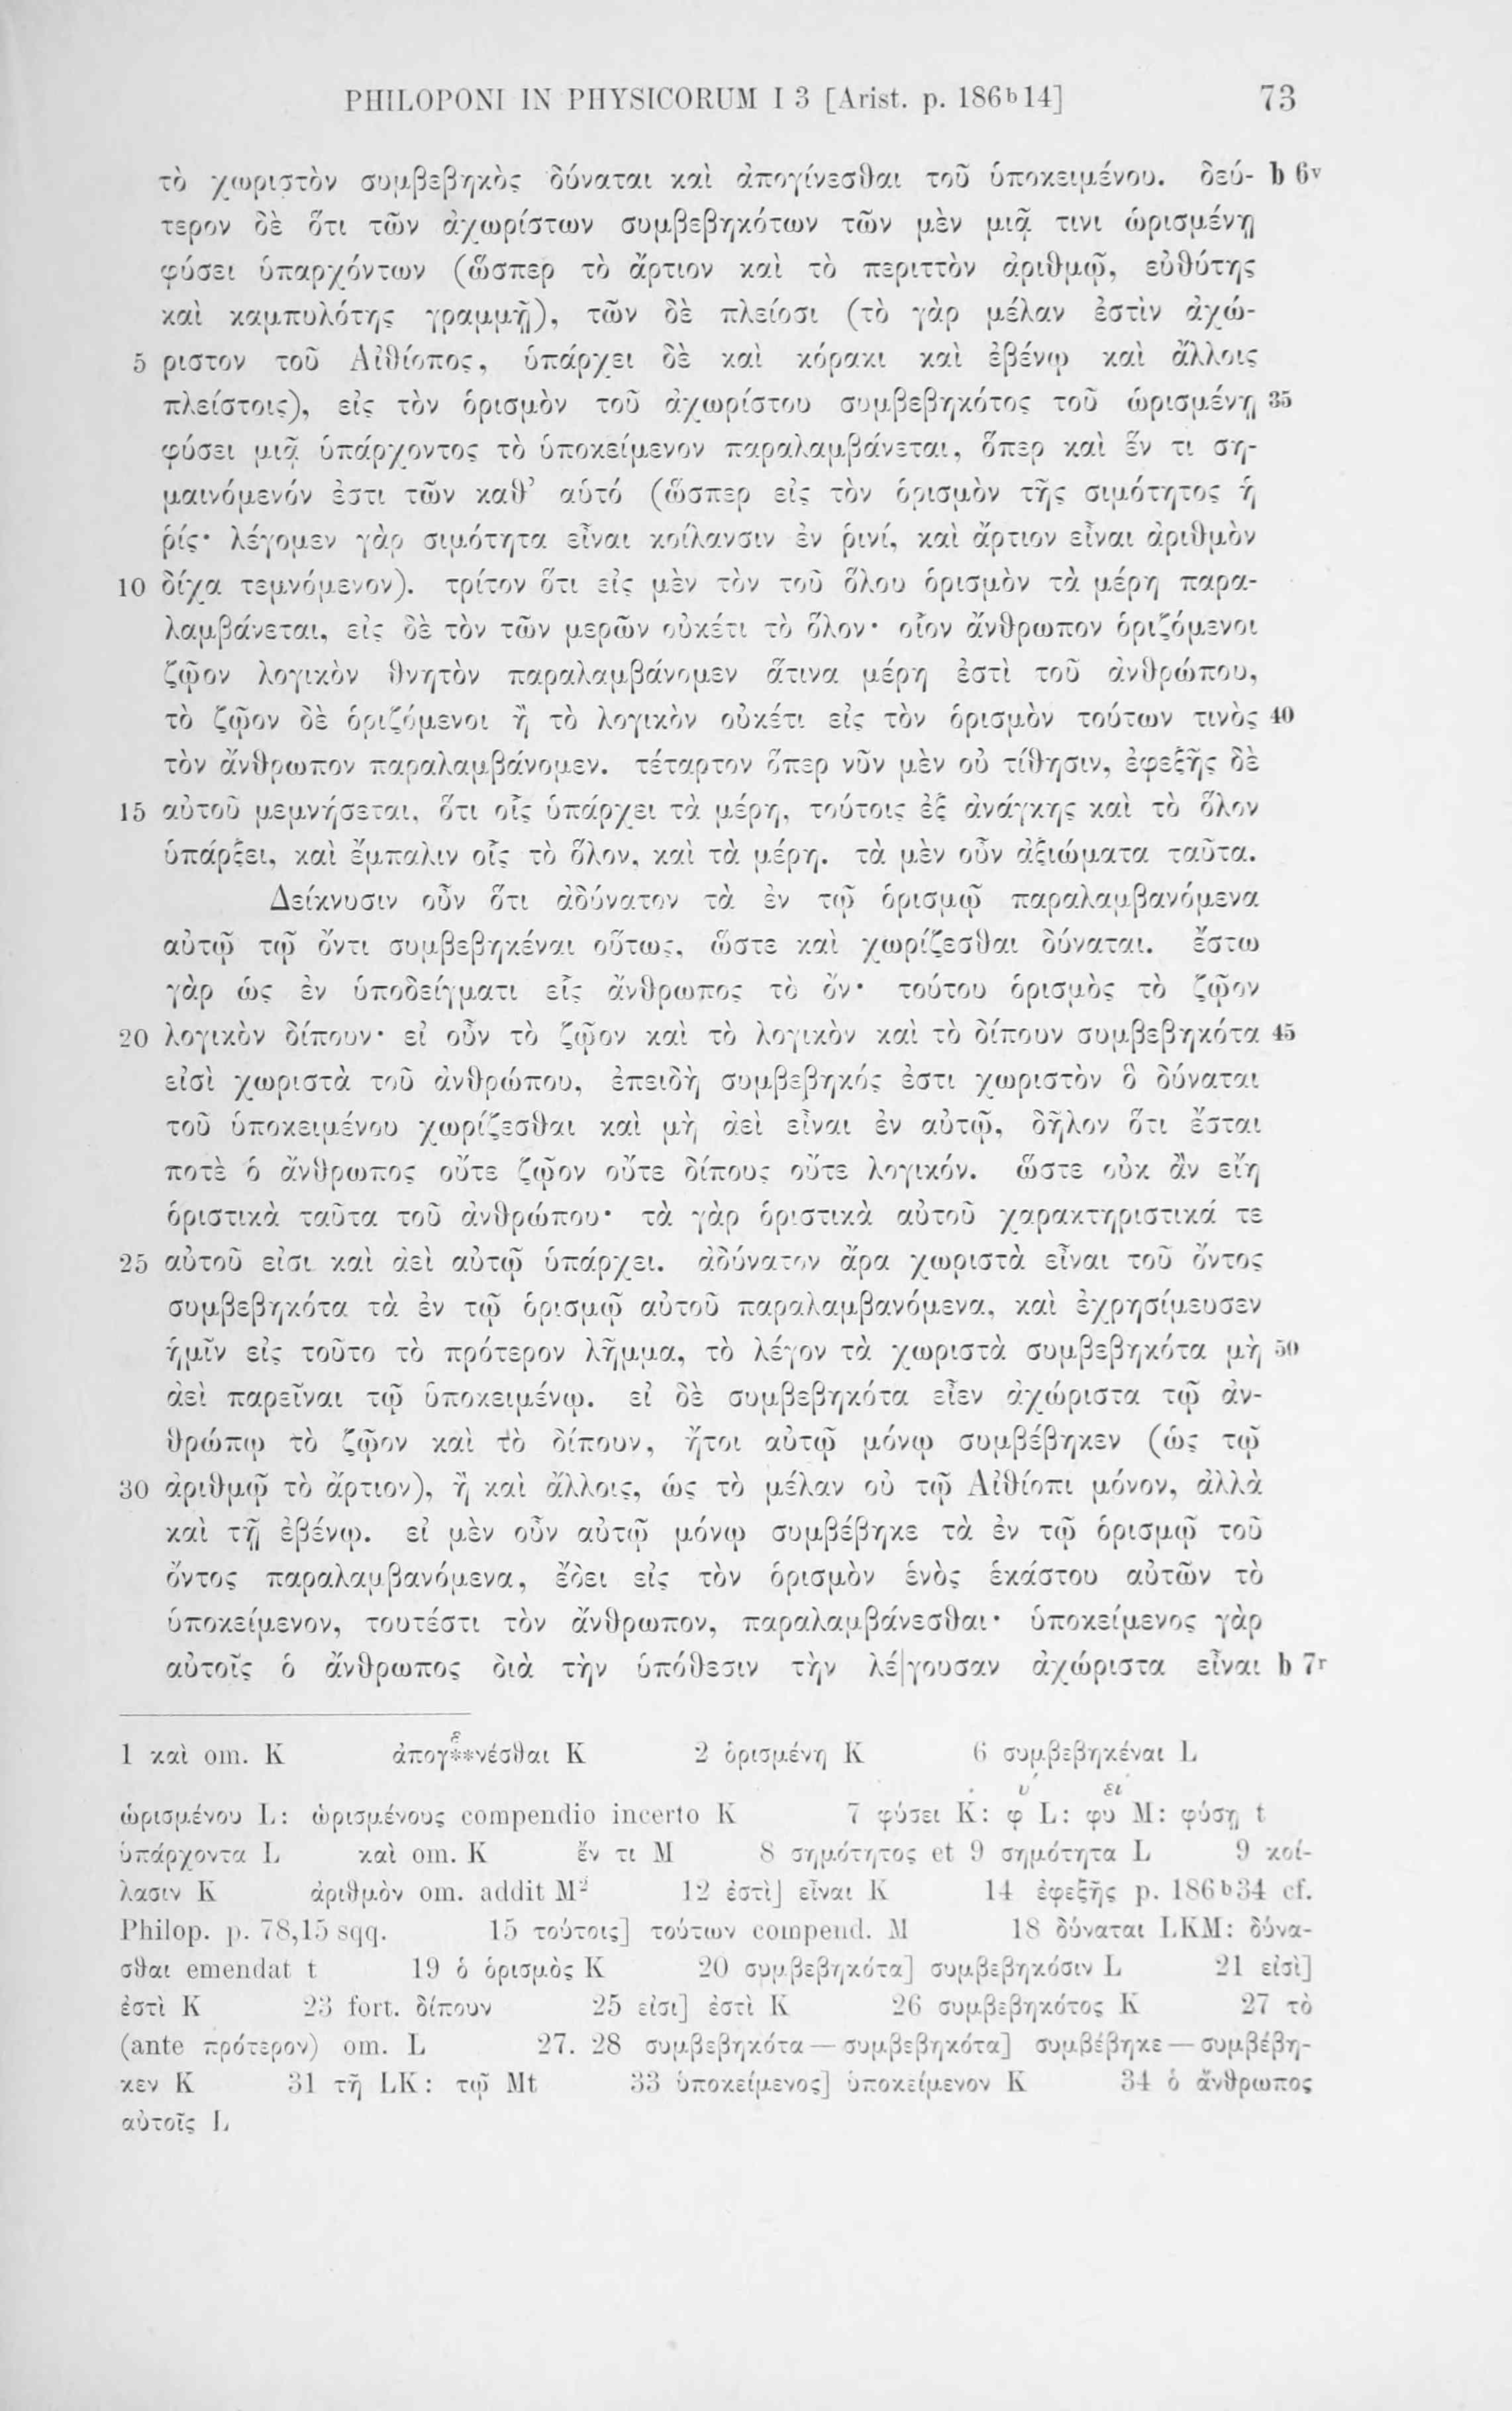 PHILOPONI IN PHYSICORUM I 3 [Arist. p. 186b14] 73
τὸ χωριστὸν συμβεβηκὸς δύναται καὶ ἀπογίνεσθαι τοῦ ὑποκειμένου. δεύ- b 6v
τερον δὲ ὅτι τῶν ἀχωρίστων συμβεβηκότων τῶν μὲν μιᾷ τινι ὡρισμένῃ
φύσει ὑπαρχόντων (ὥσπερ τὸ ἄρτιον καὶ τὸ περιττὸν ἀριθμῷ, εὐθύτης
καὶ καμπυλότης γραμμῇ), τῶν δὲ πλείοσι (τὸ γὰρ μέλαν ἐστὶν ἀχώ-
5 ριστον τοῦ Αἰθίοπος, ὑπάρχει δὲ καὶ κόρακι καὶ ἐβένῳ καὶ ἄλλοις
πλείστοις), εἰς τὸν ὁρισμὸν τοῦ ἀχωρίστου συμβεβηκότος τοῦ ὡρισμένῃ 35
φύσει μιᾷ ὑπάρχοντος τὸ ὑποκείμενον παραλαμβάνεται, ὅπερ καὶ ἕν τι ση-
μαινόμενόν ἐστι τῶν καθ’ αὑτό (ὥσπερ εἰς τὸν ὁρισμὸν τῆς σιμότητος ἡ
ῥίς· λέγομεν γὰρ σιμότητα εἶναι κοίλανσιν ἐν ῥινί, καὶ ἄρτιον εἶναι ἀριθμὸν
10 δίχα τεμνόμενον). τρίτον ὅτι εἰς μὲν τὸν τοῦ ὅλου ὁρισμὸν τὰ μέρη παρα-
λαμβάνεται, εἰς δὲ τὸν τῶν μερῶν οὐκέτι τὸ ὅλον· οἷον ἄνθρωπον ὁριζόμενοι
ζῷον λογικὸν θνητὸν παραλαμβάνομεν ἅτινα μέρη ἐστὶ τοῦ ἀνθρώπου,
τὸ ζῷον δὲ ὁριζόμενοι ἢ τὸ λογικὸν οὐκέτι εἰς τὸν ὁρισμὸν τούτων τινὸς 40
τὸν ἄνθρωπον παραλαμβάνομεν. τέταρτον ὅπερ νῦν μὲν οὐ τίθησιν, ἐφεξῆς δὲ
15 αὐτοῦ μεμνήσεται, ὅτι οἷς ὑπάρχει τὰ μέρη, τούτοις ἐξ ἀνάγκης καὶ τὸ ὅλον
ὑπάρξει, καὶ ἔμπαλιν οἷς τὸ ὅλον, καὶ τὰ μέρη. τὰ μὲν οὖν ἀξιώματα ταῦτα.
Δείκνυσιν οὖν ὅτι ἀδύνατον τὰ ἐν τῷ ὁρισμῷ παραλαμβανόμενα
αὐτῷ τῷ ὄντι συμβεβηκέναι οὕτως, ὥστε καὶ χωρίζεσθαι δύναται. ἔστω
γὰρ ὡς ἐν ὑποδείγματι εἷς ἄνθρωπος τὸ ὄν· τούτου ὁρισμὸς τὸ ζῷον
20 λογικὸν δίπουν· εἰ οὖν τὸ ζῷον καὶ τὸ λογικὸν καὶ τὸ δίπουν συμβεβηκότα 45
εἰσὶ χωριστὰ τοῦ ἀνθρώπου, ἐπειδὴ συμβεβηκός ἐστι χωριστὸν ὃ δύναται
τοῦ ὑποκειμένου χωρίζεσθαι καὶ μὴ ἀεὶ εἶναι ἐν αὐτῷ, δῆλον ὅτι ἔσται
ποτὲ ὁ ἄνθρωπος οὔτε ζῷον οὔτε δίπους οὔτε λογικόν. ὥστε οὐκ ἂν εἴη
ὁριστικὰ ταῦτα τοῦ ἀνθρώπου· τὰ γὰρ ὁριστικὰ αὐτοῦ χαρακτηριστικά τε
25 αὐτοῦ εἰσι καὶ ἀεὶ αὐτῷ ὑπάρχει. ἀδύνατον ἄρα χωριστὰ εἶναι τοῦ ὄντος
συμβεβηκότα τὰ ἐν τῷ ὁρισμῷ αὐτοῦ παραλαμβανόμενα, καὶ ἐχρησίμευσεν
ἡμῖν εἰς τοῦτο τὸ πρότερον λῆμμα, τὸ λέγον τὰ χωριστὰ συμβεβηκότα μὴ 50
ἀεὶ παρεῖναι τῷ ὑποκειμένῳ. εἰ δὲ συμβεβηκότα εἶεν ἀχώριστα τῷ ἀν-
θρώπῳ τὸ ζῷον καὶ τὸ δίπουν, ἤτοι αὐτῷ μόνῳ συμβέβηκεν (ὡς τῷ
30 ἀριθμῷ τὸ ἄρτιον), ἢ καὶ ἄλλοις, ὡς τὸ μέλαν οὐ τῷ Αἰθίοπι μόνον, ἀλλὰ
καὶ τῇ ἐβένῳ. εἰ μὲν οὖν αὐτῷ μόνῳ συμβέβηκε τὰ ἐν τῷ ὁρισμῷ τοῦ
ὄντος παραλαμβανόμενα, ἔδει εἰς τὸν ὁρισμὸν ἑνὸς ἑκάστου αὐτῶν τὸ
ὑποκείμενον, τουτέστι τὸν ἄνθρωπον, παραλαμβάνεσθαι· ὑποκείμενος γὰρ
αὐτοῖς ὁ ἄνθρωπος διὰ τὴν ὑπόθεσιν τὴν λέ|γουσαν ἀχώριστα εἶναι b 7r
1 καὶ om. K ἀπογ**νέσθαι K 2 ὁρισμένη K 6 συμβεβηκέναι L
ὡρισμένου L: ὡρισμένους compendio incerto K 7 φύσει K: φ L: φυ M: φύσῃ t
ὑπάρχοντα L καὶ om. K ἔν τι M 8 σημότητος et 9 σημότητα L 9 κοί-
λασιν K ἀριθμὸν om. addit M2 12 ἐστὶ] εἶναι K 14 ἐφεξῆς p. 186b34 cf.
Philop. p. 78,15 sqq. 15 τούτοις] τούτων compend. M 18 δύναται LKM: δύνα-
σθαι emendat t 19 ὁ ὁρισμὸς K 20 συμβεβηκότα] συμβεβηκόσιν L 21 εἰσὶ]
ἐστὶ K 23 fort. δίπουν 25 εἰσι] ἐστὶ K 26 συμβεβηκότος K 27 τὸ
(ante πρότερον) om. L 27. 28 συμβεβηκότα — συμβεβηκότα] συμβέβηκε — συμβέβη-
κεν K 31 τῇ LK: τῷ Mt 33 ὑποκείμενος] ὑποκείμενον K 34 ὁ ἄνθρωπος
αὐτοῖς L